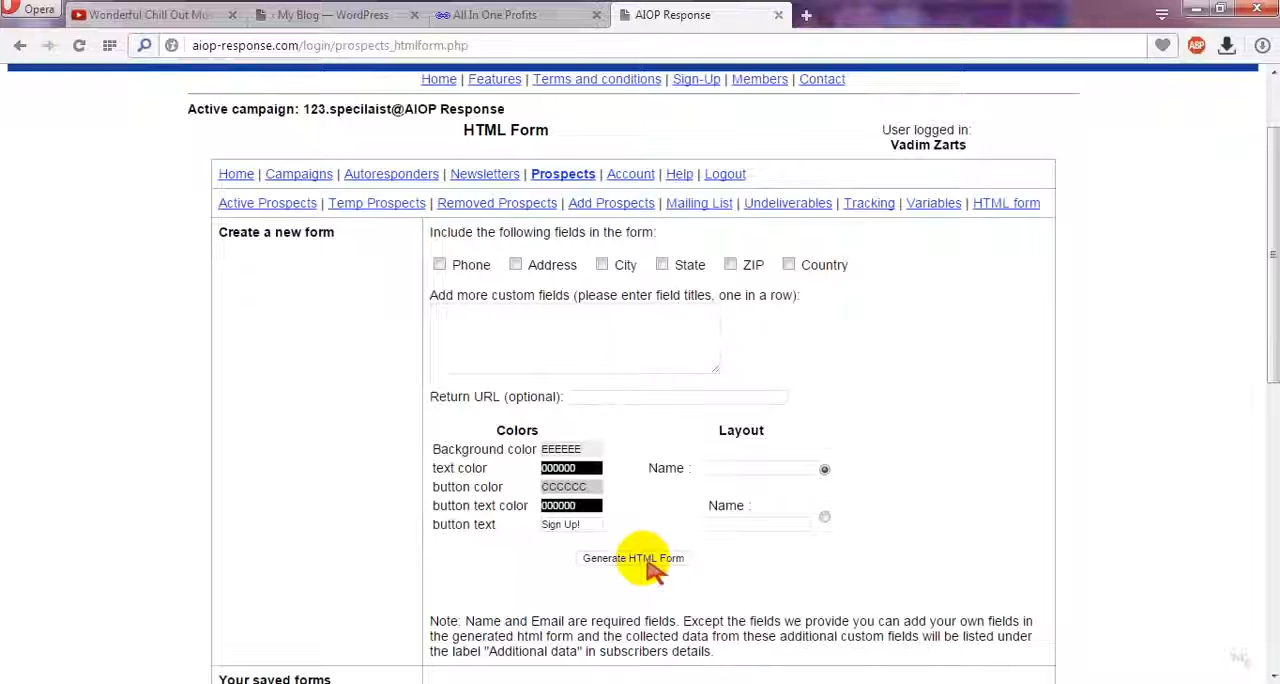 Opera
Wonderful Chill Out Mus
My Blog — WordPress
All In One Profits
AIOP Response
aiop-response.com/login/prospects_htmlform.php
ABP
Home | Features | Terms and conditions | Sign-Up | Members | Contact
Active campaign: 123.specilaist@AIOP Response
HTML Form
User logged in:
Vadim Zarts
Home | Campaigns | Autoresponders | Newsletters | Prospects | Account | Help | Logout
Active Prospects | Temp Prospects | Removed Prospects | Add Prospects | Mailing List | Undeliverables | Tracking | Variables | HTML form
Create a new form
Include the following fields in the form:
Phone Address City State ZIP Country
Add more custom fields (please enter field titles, one in a row):
Return URL (optional):
Colors
Layout
Background color EEEEEE
text color 000000
Name :
button color CCCCCC
button text color 000000
Name :
button text Sign Up!
Generate HTML Form
Note: Name and Email are required fields. Except the fields we provide you can add your own fields in
the generated html form and the collected data from these additional custom fields will be listed under
the label "Additional data" in subscribers details.
Your saved forms